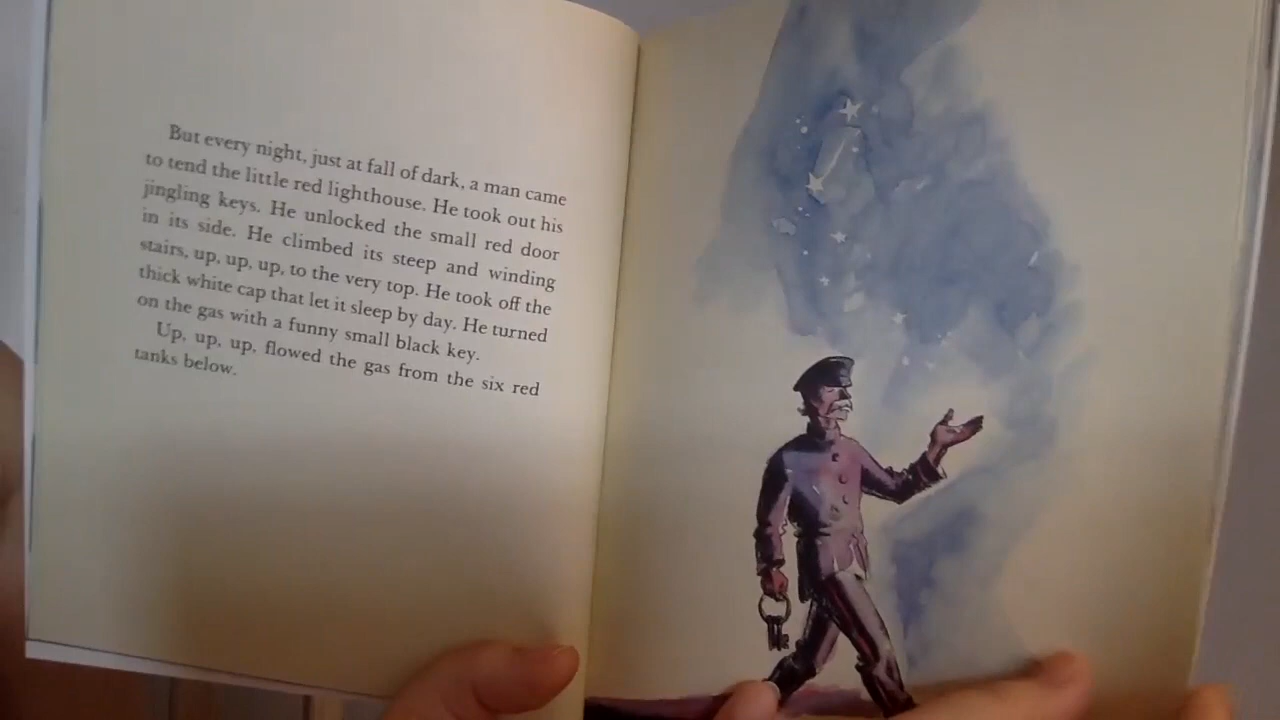 But every night, just at fall of dark, a man came
to tend the little red lighthouse. He took out his
jingling keys. He unlocked the small red door
in its side. He climbed its steep and winding
stairs, up, up, up, to the very top. He took off the
thick white cap that let it sleep by day. He turned
on the gas with a funny small black key.
Up, up, up, flowed the gas from the six red
tanks below.